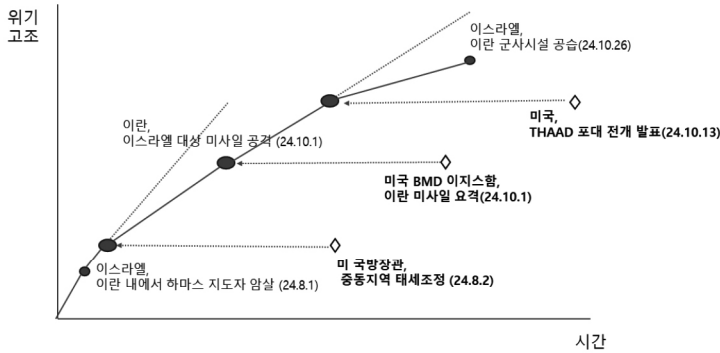 위기
고조
이스라엘,
이란 군사시설 공습(24.10.26)
미국,
THAAD 포대 전개 발표(24.10.13)
이란,
이스라엘 대상 미사일 공격 (24.10.1)
미국 BMD 이지스함,
이란 미사일 요격(24.10.1)
이스라엘,
이란 내에서 하마스 지도자 암살 (24.8.1)
미 국망장관,
중동지역 태세조정 (24.8.2)
시간